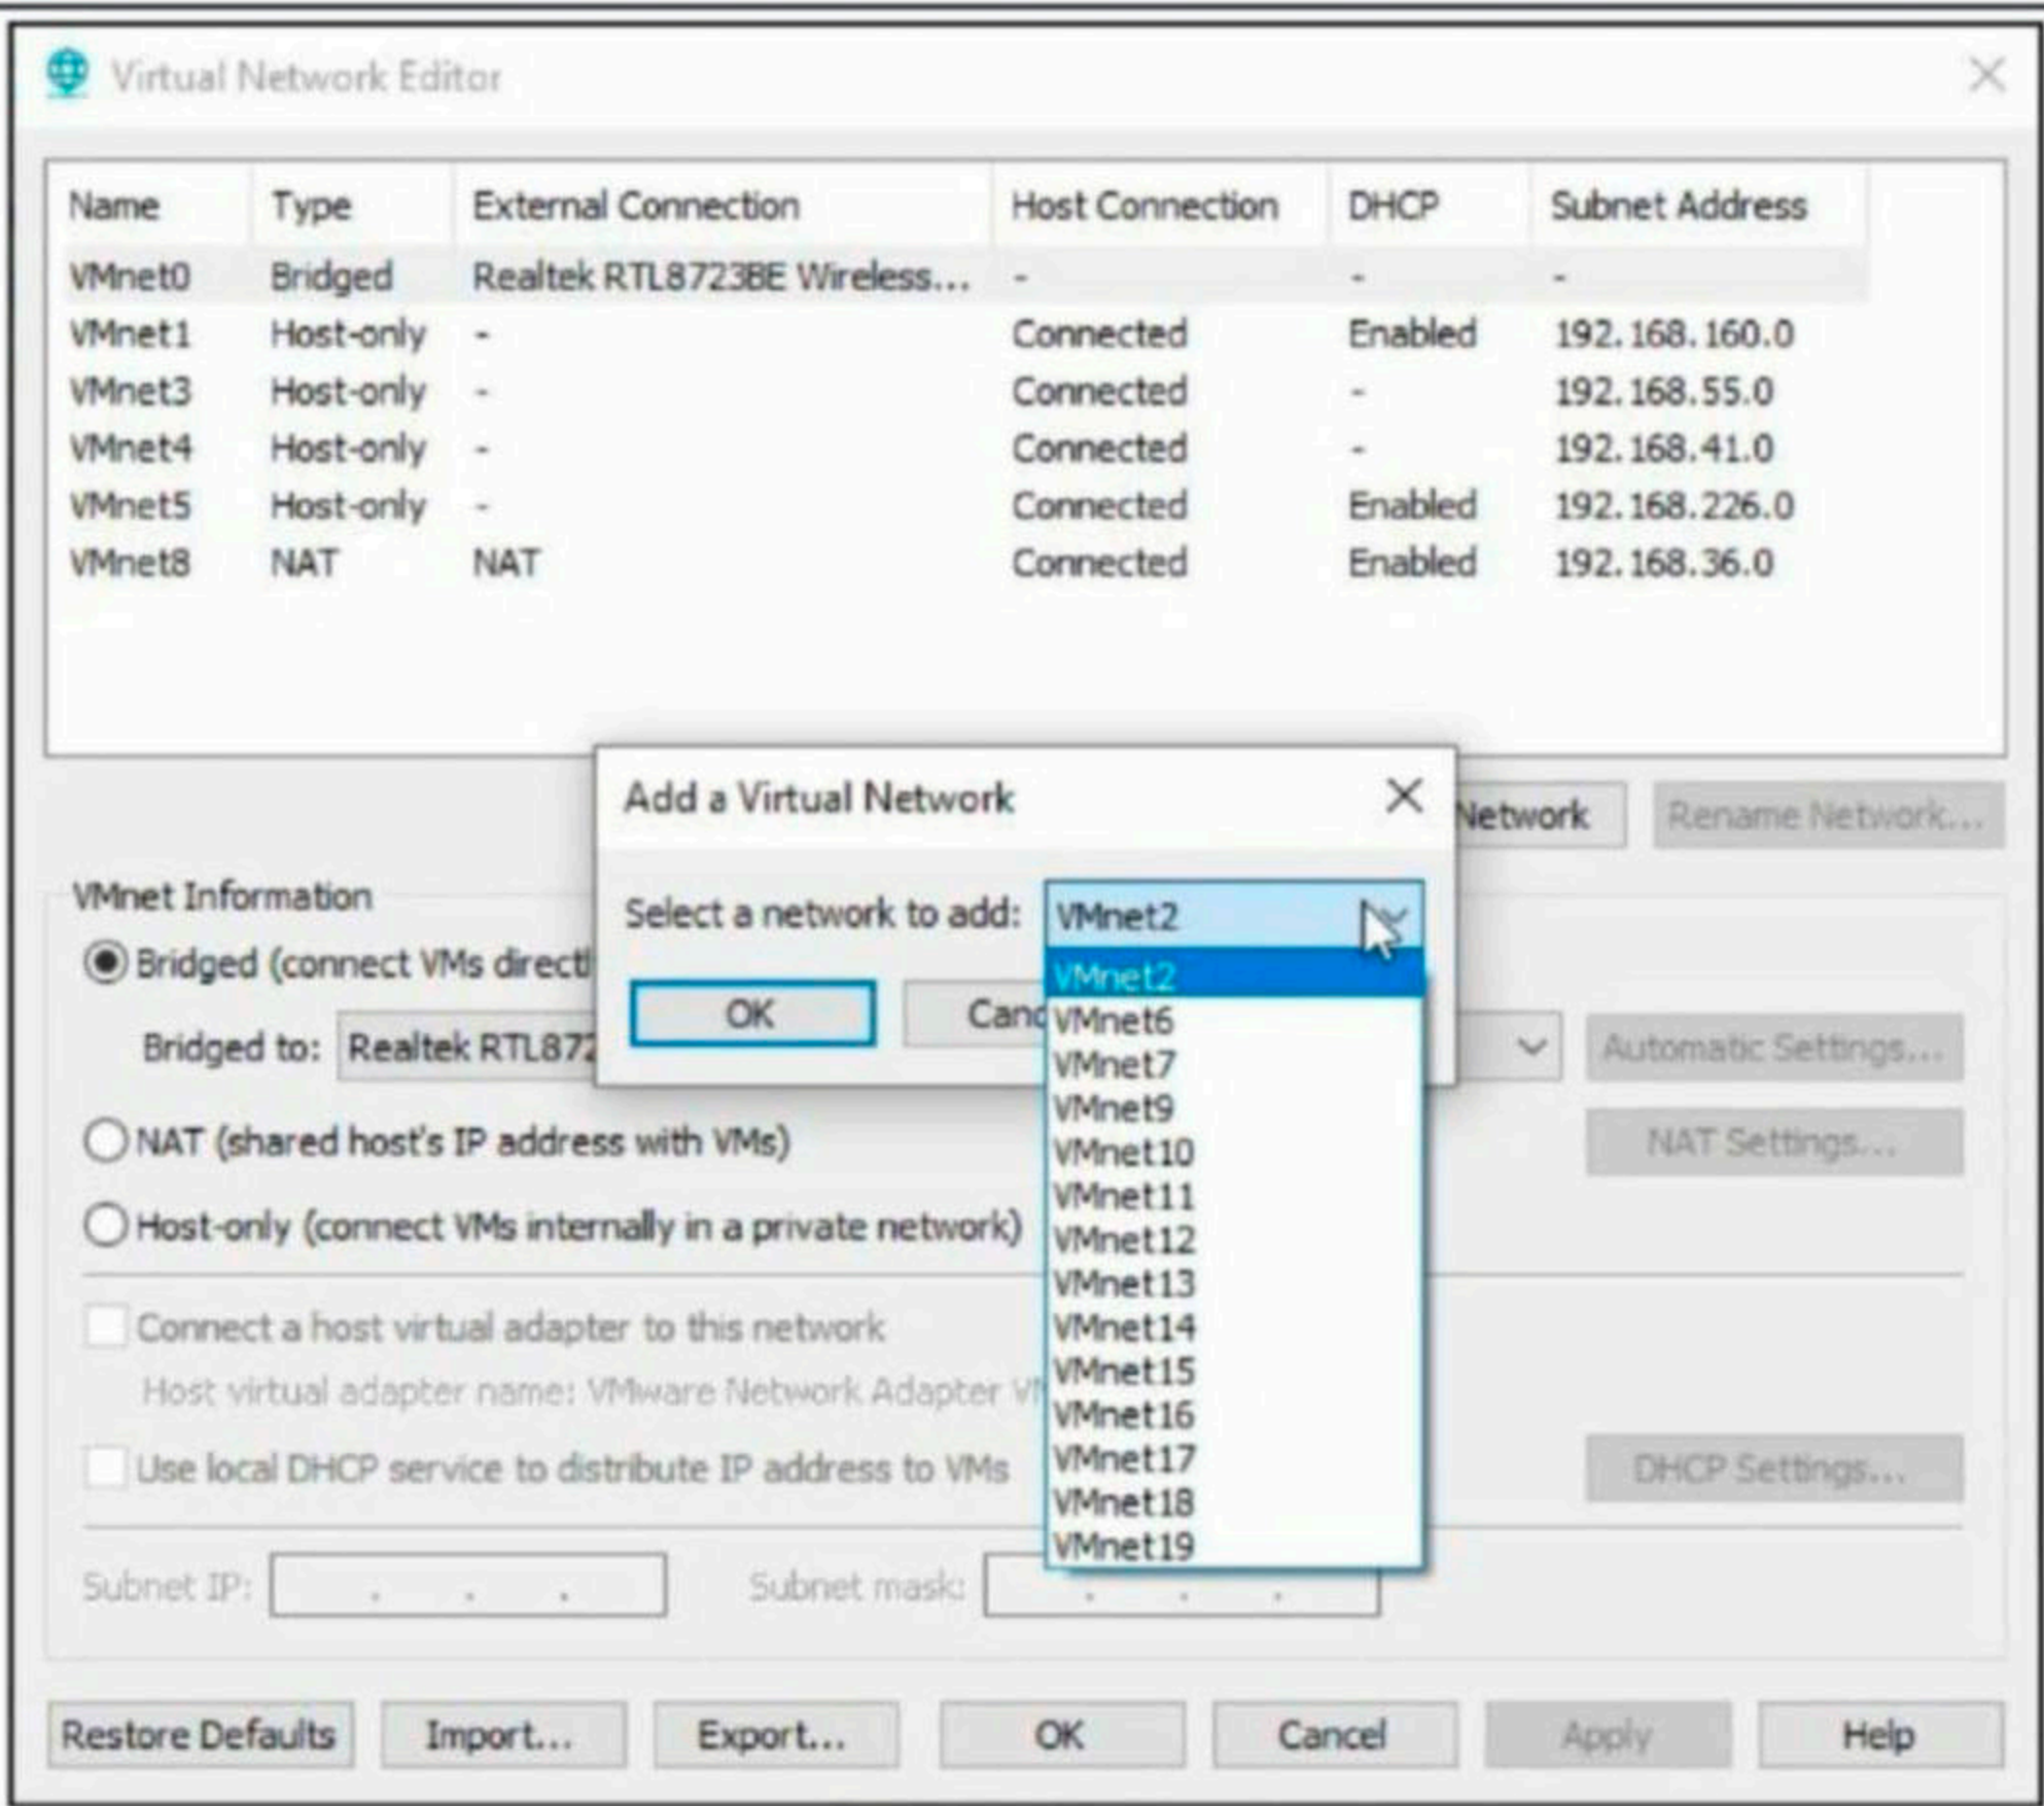 Virtual Network Editor
Name Type External Connection Host Connection DHCP Subnet Address
VMnet0 Bridged Realtek RTL8723BE Wireless... - - -
VMnet1 Host-only - Connected Enabled 192.168.160.0
VMnet3 Host-only - Connected - 192.168.55.0
VMnet4 Host-only - Connected - 192.168.41.0
VMnet5 Host-only - Connected Enabled 192.168.226.0
VMnet8 NAT NAT Connected Enabled 192.168.36.0
Add a Virtual Network
Network Rename Network...
VMnet Information
Select a network to add: VMnet2
Bridged (connect VMs directl
OK Canc
Bridged to: Realtek RTL872
Automatic Settings...
VMnet2
VMnet6
VMnet7
VMnet9
VMnet10
VMnet11
VMnet12
VMnet13
VMnet14
VMnet15
VMnet16
VMnet17
VMnet18
VMnet19
NAT (shared host's IP address with VMs)
NAT Settings...
Host-only (connect VMs internally in a private network)
Connect a host virtual adapter to this network
Host virtual adapter name: VMware Network Adapter VM
Use local DHCP service to distribute IP address to VMs
DHCP Settings...
Subnet IP: . . . Subnet mask: . . .
Restore Defaults Import... Export... OK Cancel Apply Help